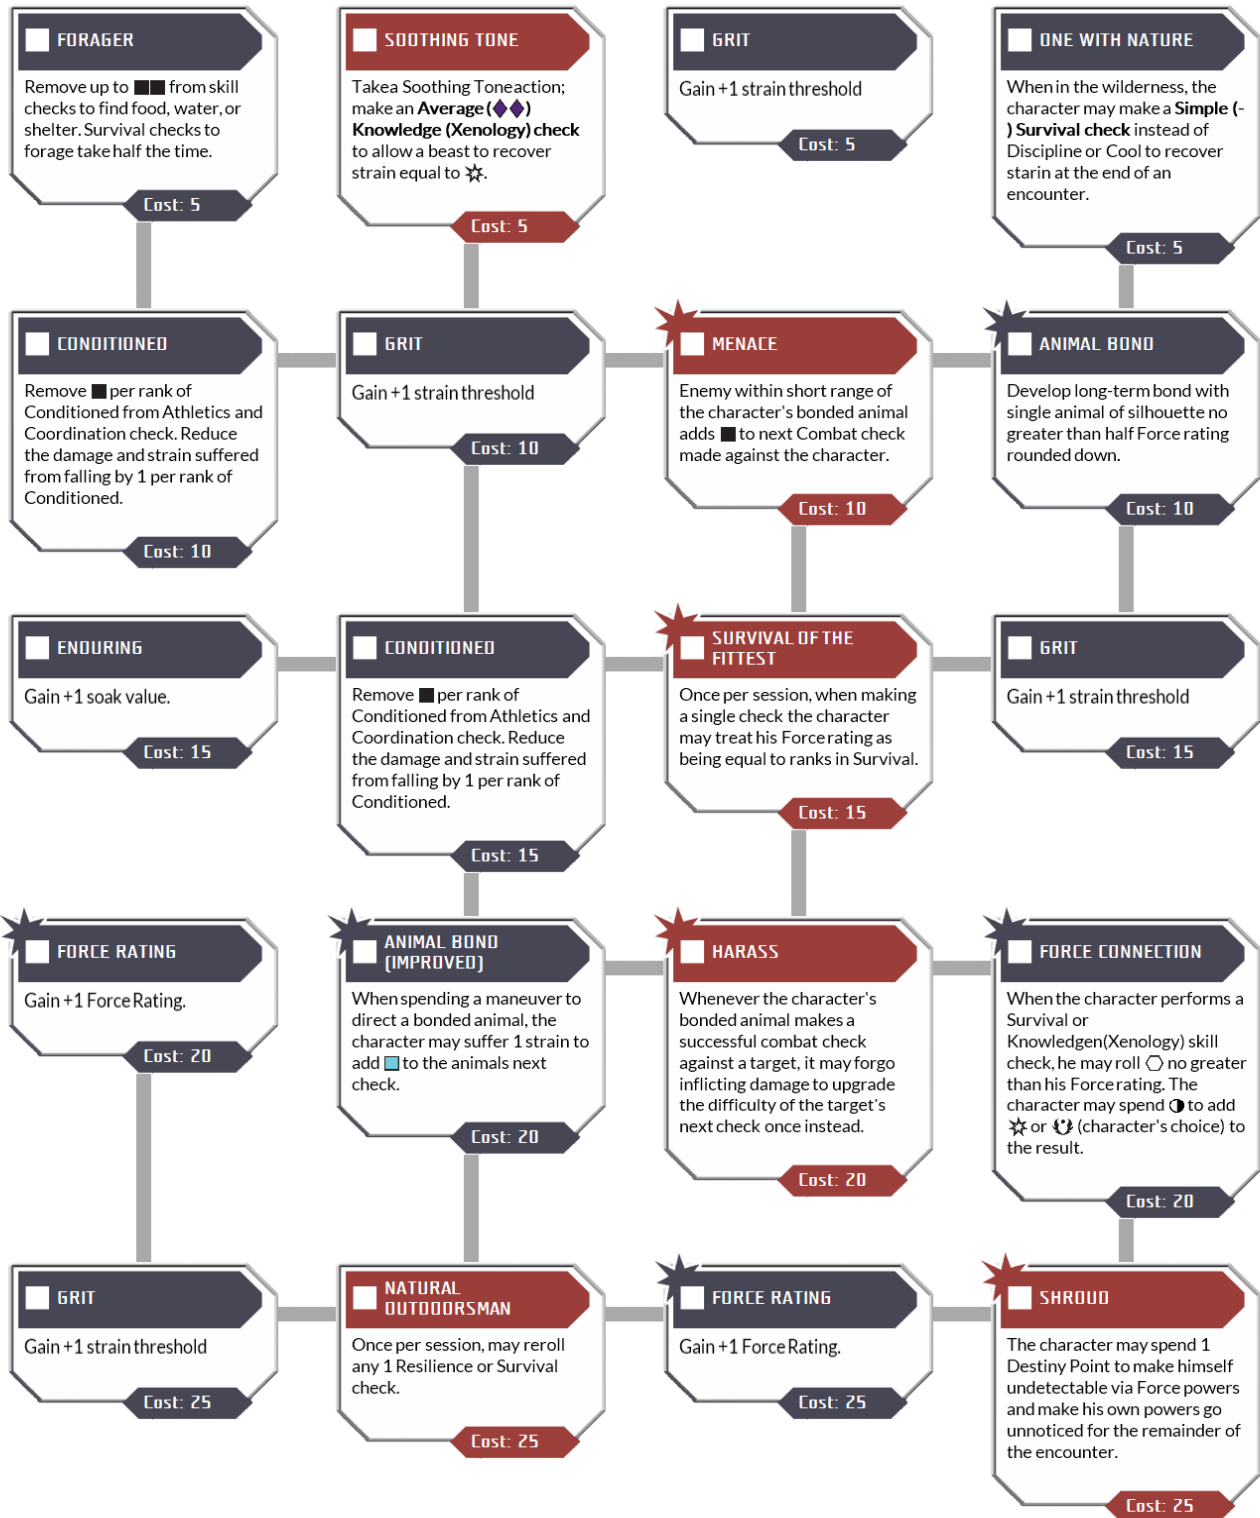 FORAGER
Remove up to from skill
checks to find food, water, or
shelter. Survival checks to
forage take half the time.
Cost: 5
SOOTHING TONE
Takea Soothing Toneaction;
make an Average ( )
Knowledge (Xenology) check
to allow a beast to recover
strain equal to .
Cost: 5
GRIT
Gain +1 strain threshold
Cost: 5
ONE WITH NATURE
When in the wilderness, the
character may make a Simple (-
) Survival check instead of
Discipline or Cool to recover
starin at the end of an
encounter.
Cost: 5
CONDITIONED
Remove per rank of
Conditioned from Athletics and
Coordination check. Reduce
the damage and strain suffered
from falling by 1 per rank of
Conditioned.
Cost: 10
GRIT
Gain +1 strain threshold
Cost: 10
MENACE
Enemy within short range of
the character's bonded animal
adds to next Combat check
made against the character.
Cost: 10
ANIMAL BOND
Develop long-term bond with
single animal of silhouette no
greater than half Force rating
rounded down.
Cost: 10
ENDURING
Gain +1 soak value.
Cost: 15
CONDITIONED
Remove per rank of
Conditioned from Athletics and
Coordination check. Reduce
the damage and strain suffered
from falling by 1 per rank of
Conditioned.
Cost: 15
SURVIVAL OF THE
FITTEST
Once per session, when making
a single check the character
may treat his Force rating as
being equal to ranks in Survival.
Cost: 15
GRIT
Gain +1 strain threshold
Cost: 15
FORCE RATING
Gain +1 Force Rating.
Cost: 20
ANIMAL BOND
(IMPROVED)
When spending a maneuver to
direct a bonded animal, the
character may suffer 1 strain to
add to the animals next
check.
Cost: 20
HARASS
Whenever the character's
bonded animal makes a
successful combat check
against a target, it may forgo
inflicting damage to upgrade
the difficulty of the target's
next check once instead.
Cost: 20
FORCE CONNECTION
When the character performs a
Survival or
Knowledgen(Xenology) skill
check, he may roll no greater
than his Force rating. The
character may spend to add
or (character's choice) to
the result.
Cost: 20
GRIT
Gain +1 strain threshold
Cost: 25
NATURAL
OUTDOORSMAN
Once per session, may reroll
any 1 Resilience or Survival
check.
Cost: 25
FORCE RATING
Gain +1 Force Rating.
Cost: 25
SHROUD
The character may spend 1
Destiny Point to make himself
undetectable via Force powers
and make his own powers go
unnoticed for the remainder of
the encounter.
Cost: 25